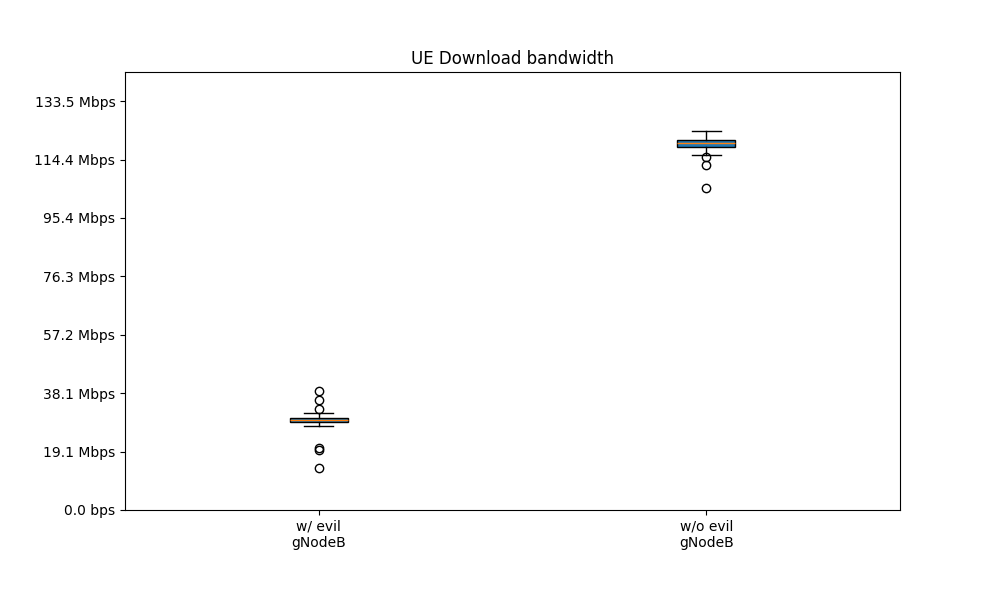 UE Download bandwidth
133.5 Mbps
114.4 Mbps
95.4 Mbps
76.3 Mbps
57.2 Mbps
38.1 Mbps
19.1 Mbps
0.0 bps
w/ evil
gNodeB
w/o evil
gNodeB